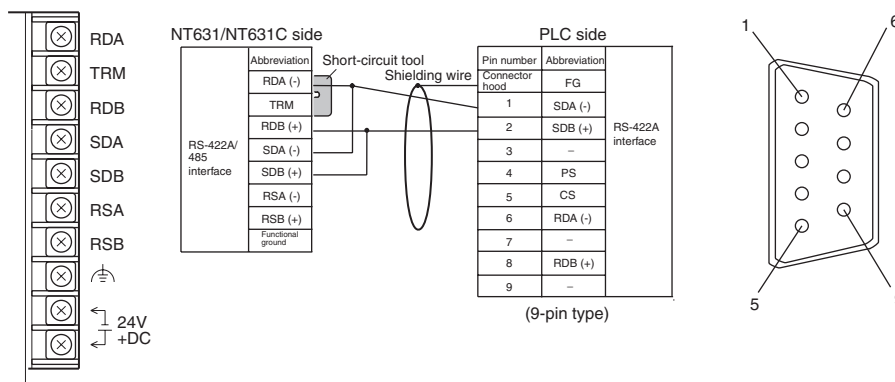 RDA
TRM
RDB
SDA
SDB
RSA
RSB
24V
+DC
NT631/NT631C side
Abbreviation
RDA (-)
TRM
RDB (+)
SDA (-)
SDB (+)
RSA (-)
RSB (+)
Functional
ground
RS-422A/
485
interface
Short-circuit tool
Shielding wire
PLC side
Pin number Abbreviation
Connector
hood FG
1 SDA (-)
2 SDB (+)
3 –
4 PS
5 CS
6 RDA (-)
7 –
8 RDB (+)
9 –
RS-422A
interface
(9-pin type)
1
6
5